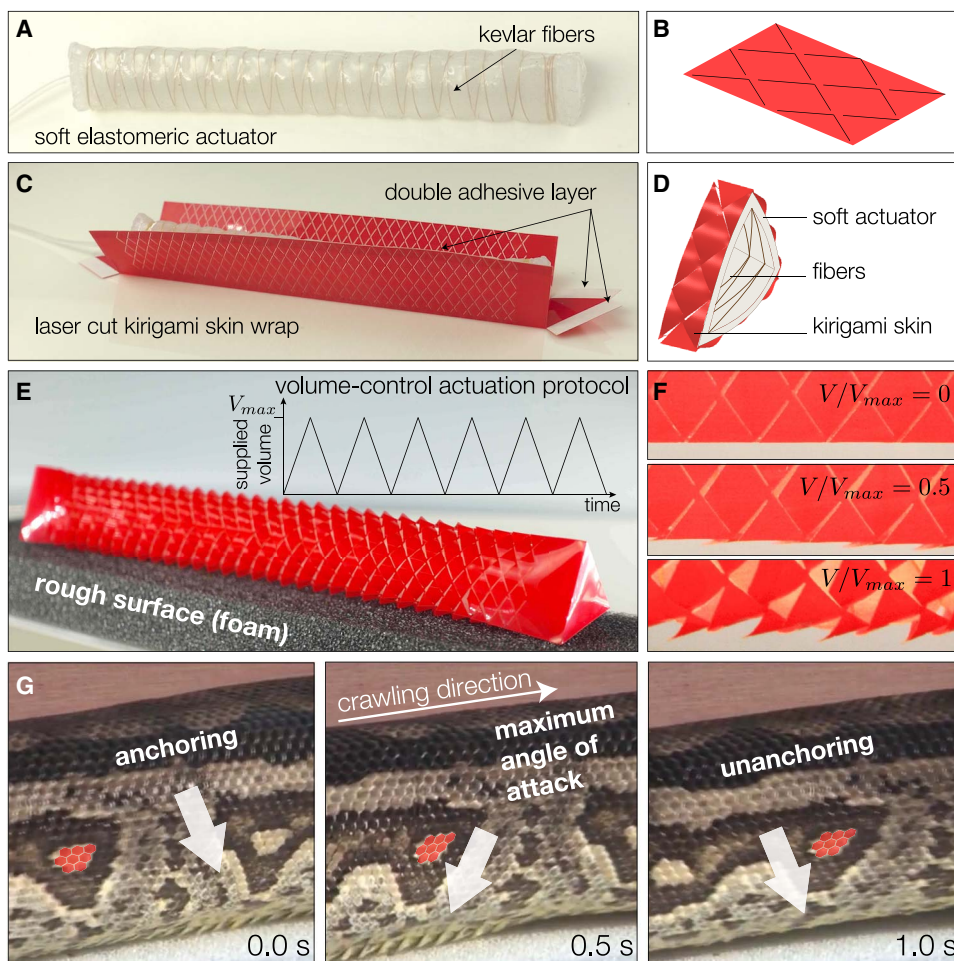 A
kevlar fibers
soft elastomeric actuator
B
C
double adhesive layer
laser cut kirigami skin wrap
D
soft actuator
fibers
kirigami skin
E
volume-control actuation protocol
V_max
supplied
volume
time
rough surface (foam)
F
V/V_max = 0
V/V_max = 0.5
V/V_max = 1
G
anchoring
0.0 s
crawling direction
maximum
angle of
attack
0.5 s
unanchoring
1.0 s